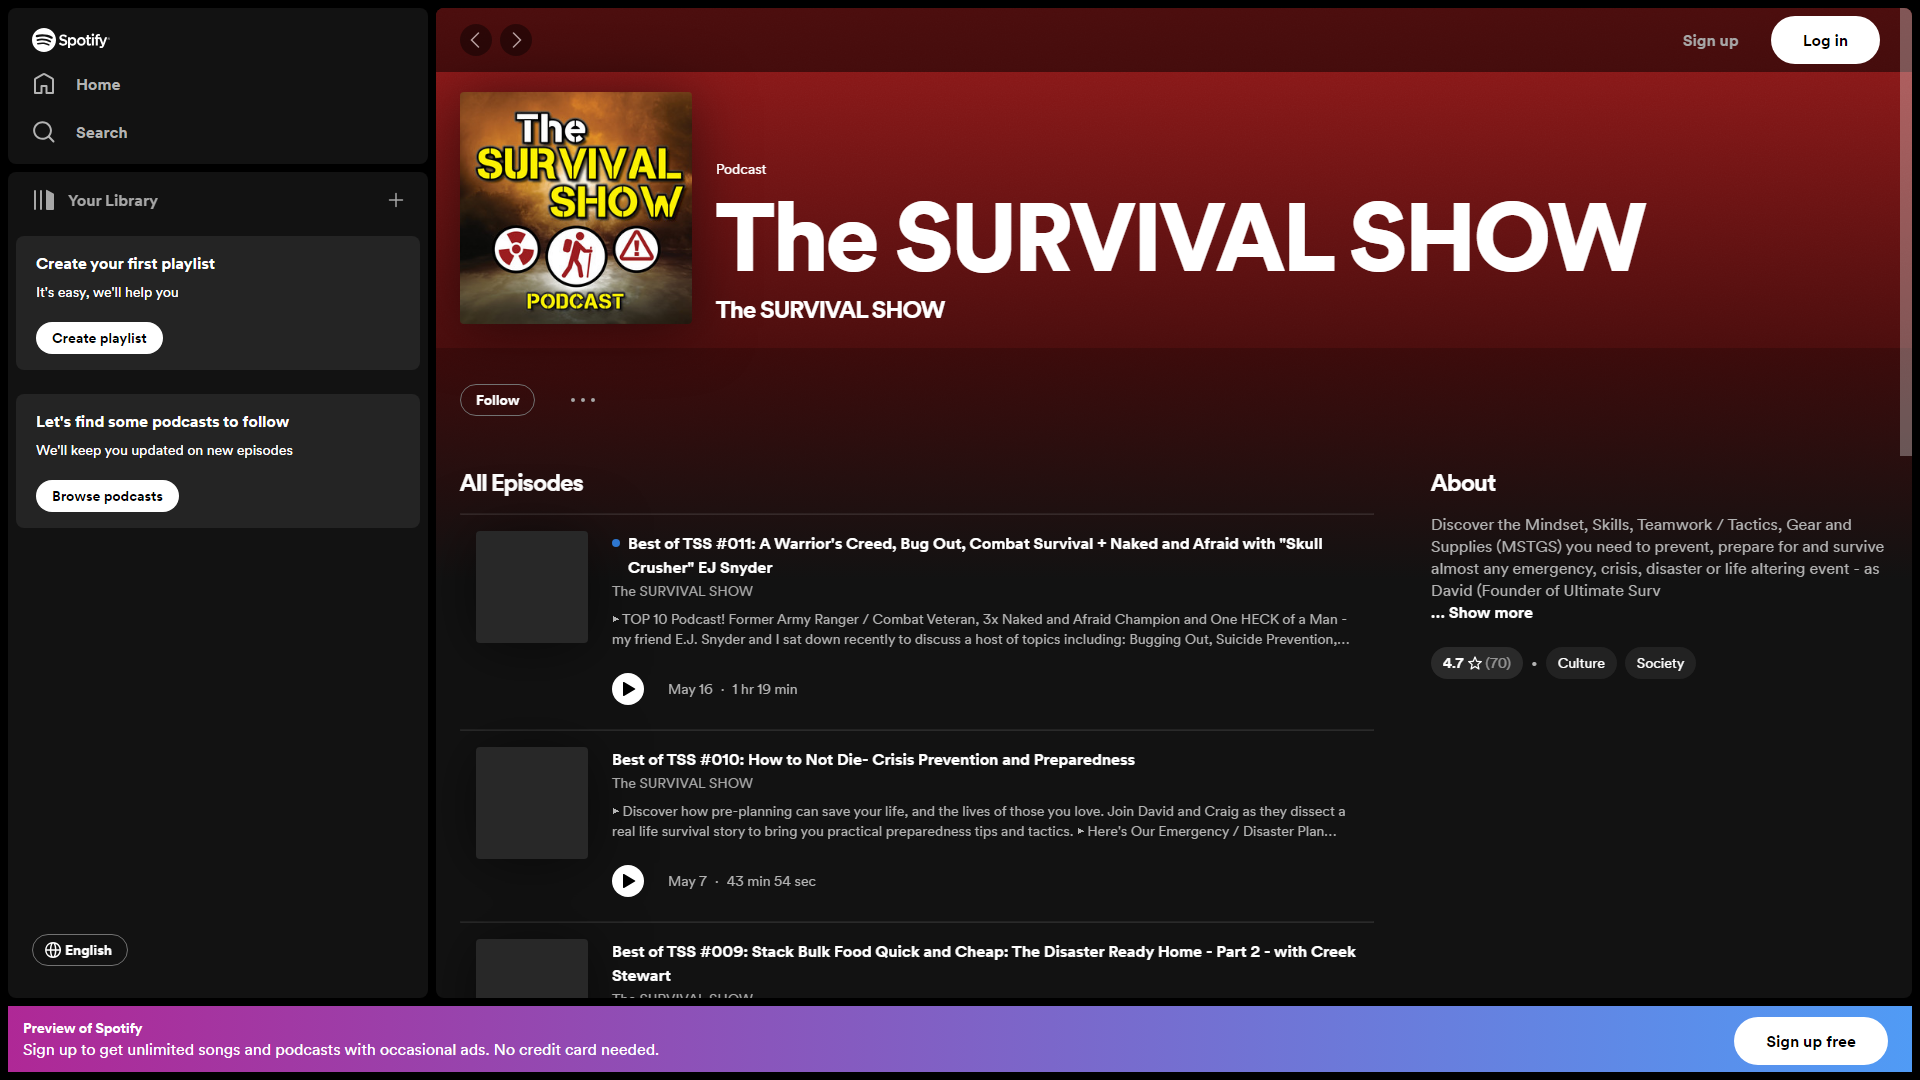 Spotify
Home
Search
Your Library
Create your first playlist
It's easy, we'll help you
Create playlist
Let's find some podcasts to follow
We'll keep you updated on new episodes
Browse podcasts
English
Sign up
Log in
The
SURVIVAL
SHOW
PODCAST
Podcast
The SURVIVAL SHOW
The SURVIVAL SHOW
Follow
All Episodes
Best of TSS #011: A Warrior's Creed, Bug Out, Combat Survival + Naked and Afraid with "Skull
Crusher" EJ Snyder
The SURVIVAL SHOW
▸ TOP 10 Podcast! Former Army Ranger / Combat Veteran, 3x Naked and Afraid Champion and One HECK of a Man -
my friend E.J. Snyder and I sat down recently to discuss a host of topics including: Bugging Out, Suicide Prevention,...
May 16 · 1 hr 19 min
Best of TSS #010: How to Not Die- Crisis Prevention and Preparedness
The SURVIVAL SHOW
▸ Discover how pre-planning can save your life, and the lives of those you love. Join David and Craig as they dissect a
real life survival story to bring you practical preparedness tips and tactics. ▸ Here's Our Emergency / Disaster Plan...
May 7 · 43 min 54 sec
Best of TSS #009: Stack Bulk Food Quick and Cheap: The Disaster Ready Home - Part 2 - with Creek
Stewart
The SURVIVAL SHOW
About
Discover the Mindset, Skills, Teamwork / Tactics, Gear and
Supplies (MSTGS) you need to prevent, prepare for and survive
almost any emergency, crisis, disaster or life altering event - as
David (Founder of Ultimate Surv
... Show more
4.7 ☆ (70) • Culture Society
Preview of Spotify
Sign up to get unlimited songs and podcasts with occasional ads. No credit card needed.
Sign up free